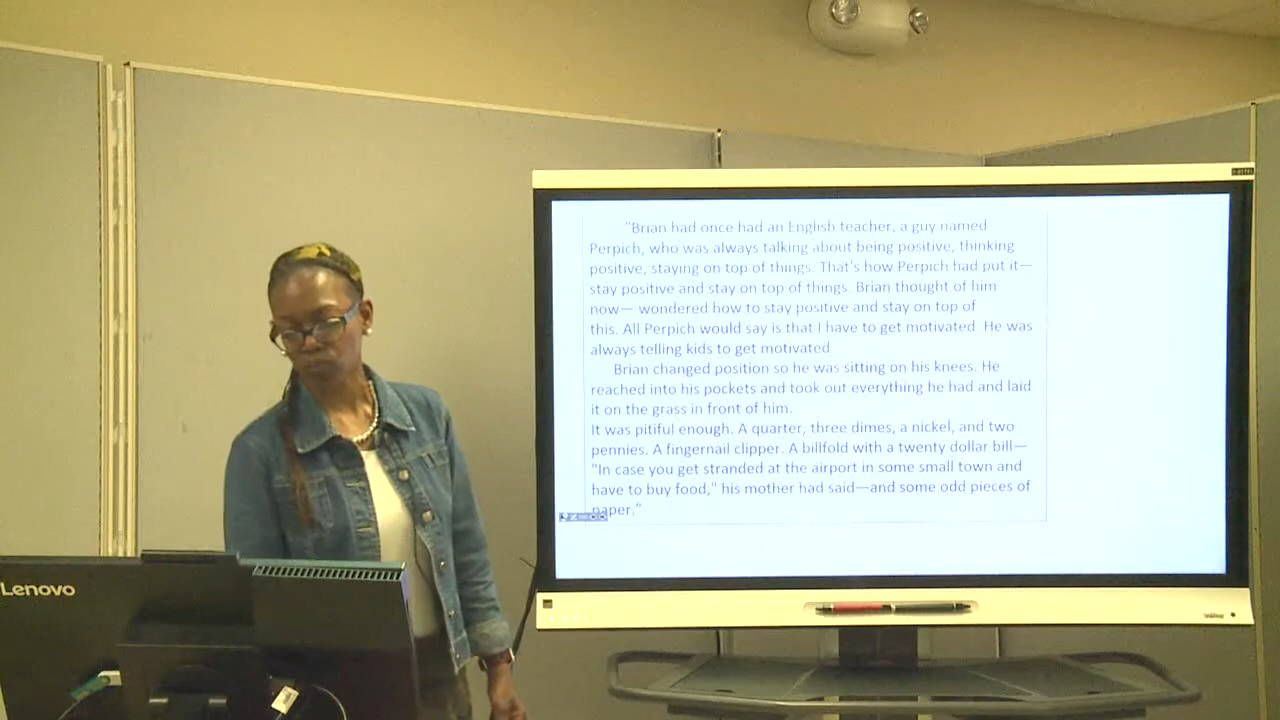 "Brian had once had an English teacher, a guy named
Perpich, who was always talking about being positive, thinking
positive, staying on top of things. That's how Perpich had put it—
stay positive and stay on top of things. Brian thought of him
now— wondered how to stay positive and stay on top of
this. All Perpich would say is that I have to get motivated. He was
always telling kids to get motivated
Brian changed position so he was sitting on his knees. He
reached into his pockets and took out everything he had and laid
it on the grass in front of him.
It was pitiful enough. A quarter, three dimes, a nickel, and two
pennies. A fingernail clipper. A billfold with a twenty dollar bill—
"In case you get stranded at the airport in some small town and
have to buy food," his mother had said—and some odd pieces of
paper."
Lenovo